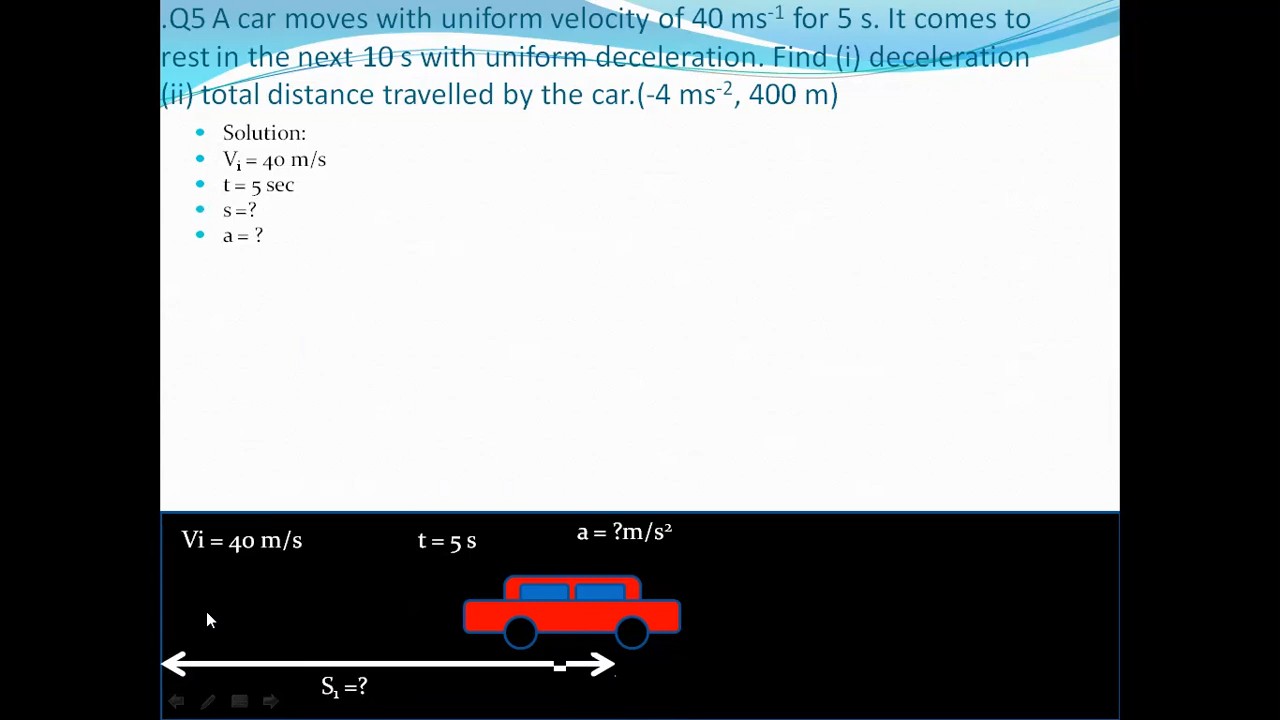 .Q5 A car moves with uniform velocity of 40 ms⁻¹ for 5 s. It comes to
rest in the next 10 s with uniform deceleration. Find (i) deceleration
(ii) total distance travelled by the car.(-4 ms⁻², 400 m)
• Solution:
• Vᵢ = 40 m/s
• t = 5 sec
• s =?
• a = ?
Vi = 40 m/s t = 5 s a = ?m/s²
S₁ =?